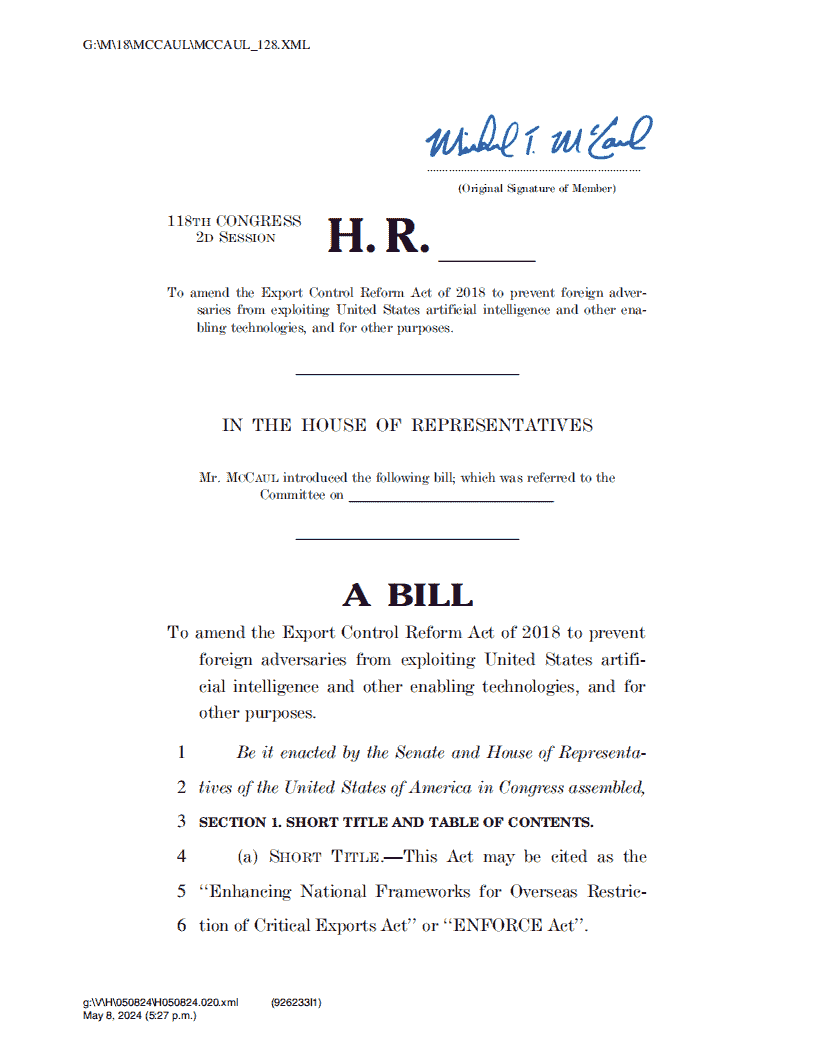 G:\M\18\MCCAUL\MCCAUL_128.XML
Michael T. McCaul
(Original Signature of Member)
118TH CONGRESS
2D SESSION
H. R.
To amend the Export Control Reform Act of 2018 to prevent foreign adver-
saries from exploiting United States artificial intelligence and other ena-
bling technologies, and for other purposes.
IN THE HOUSE OF REPRESENTATIVES
Mr. MCCAUL introduced the following bill; which was referred to the
Committee on
A BILL
To amend the Export Control Reform Act of 2018 to prevent
foreign adversaries from exploiting United States artifi-
cial intelligence and other enabling technologies, and for
other purposes.
1 Be it enacted by the Senate and House of Representa-
2 tives of the United States of America in Congress assembled,
3 SECTION 1. SHORT TITLE AND TABLE OF CONTENTS.
4 (a) SHORT TITLE.—This Act may be cited as the
5 ‘‘Enhancing National Frameworks for Overseas Restric-
6 tion of Critical Exports Act’’ or ‘‘ENFORCE Act’’.
g:\V\H\050824\H050824.020.xml (926233l1)
May 8, 2024 (5:27 p.m.)